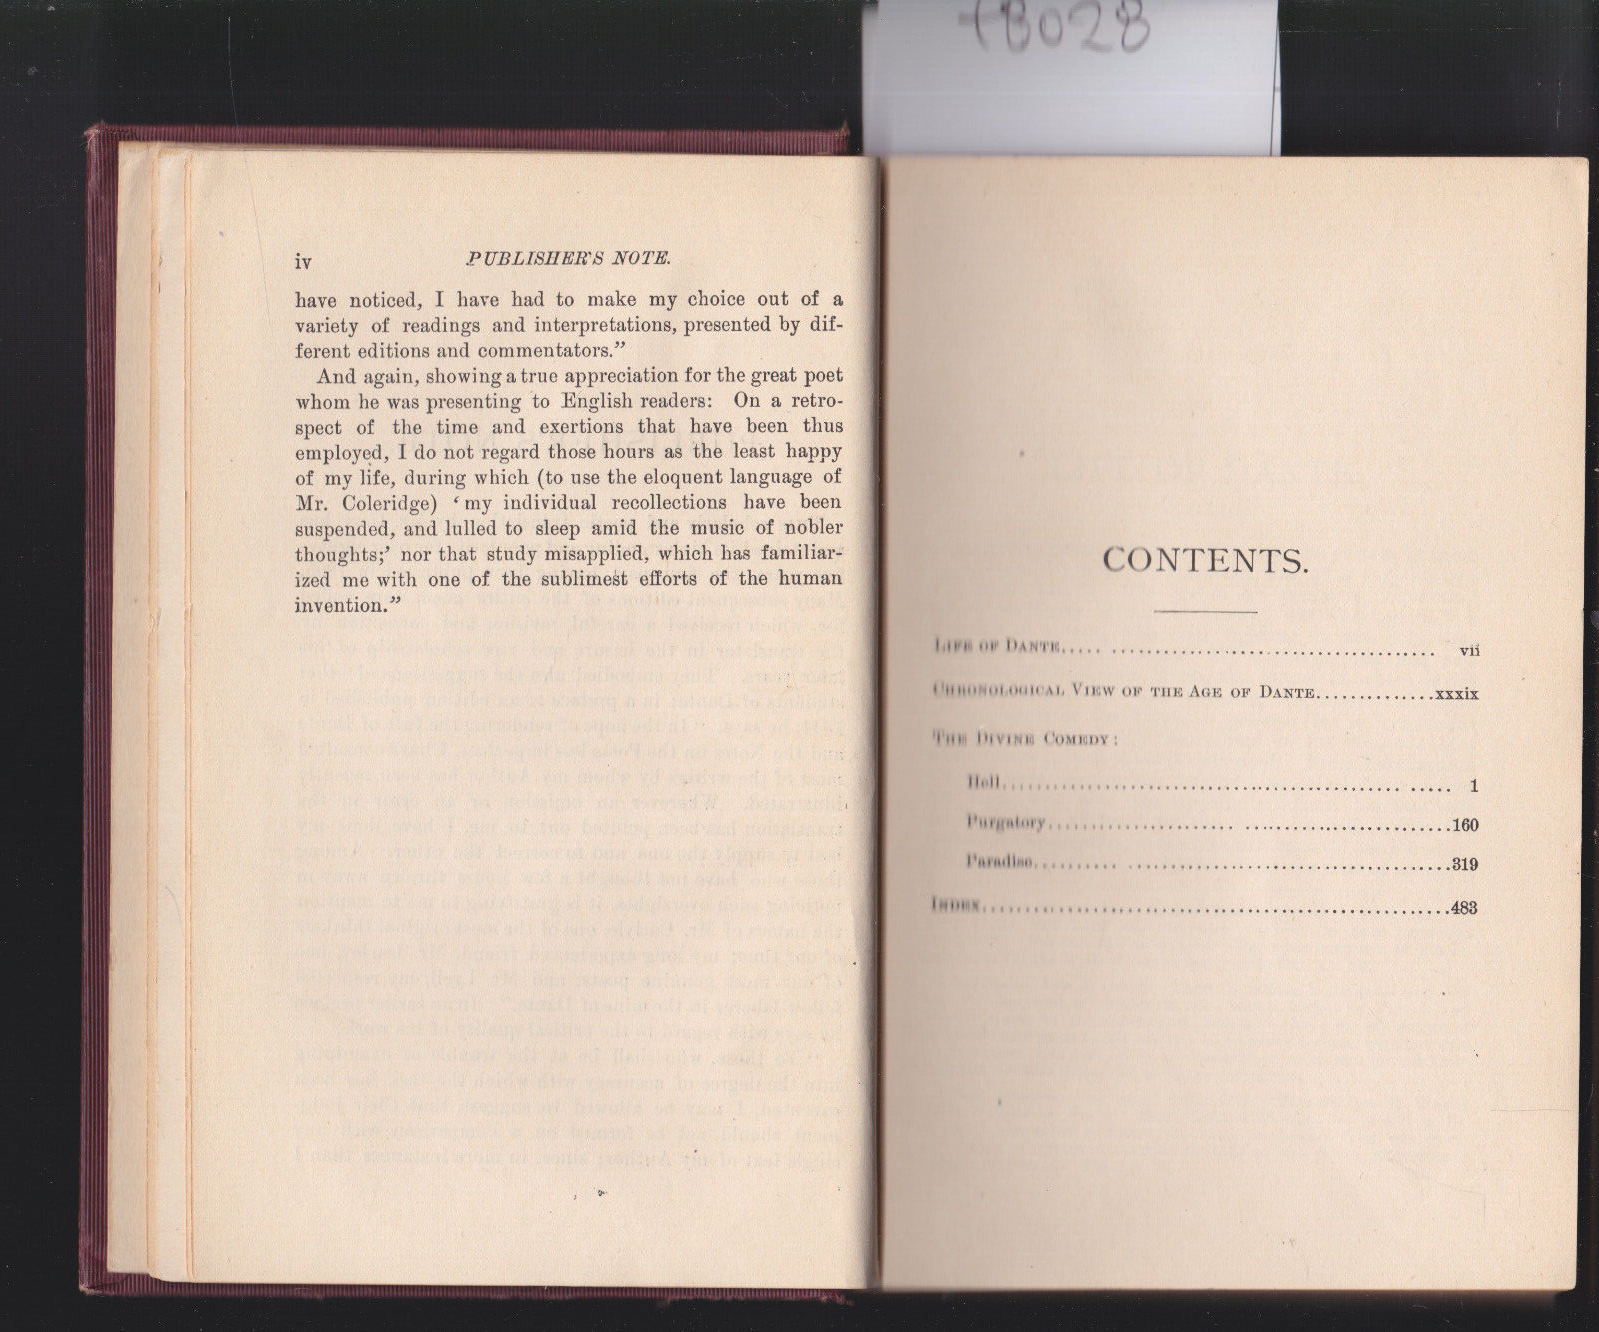 8028
iv PUBLISHER'S NOTE.
have noticed, I have had to make my choice out of a
variety of readings and interpretations, presented by dif-
ferent editions and commentators.”
And again, showing a true appreciation for the great poet
whom he was presenting to English readers: On a retro-
spect of the time and exertions that have been thus
employed, I do not regard those hours as the least happy
of my life, during which (to use the eloquent language of
Mr. Coleridge) ‘my individual recollections have been
suspended, and lulled to sleep amid the music of nobler
thoughts;’ nor that study misapplied, which has familiar-
ized me with one of the sublimest efforts of the human
invention.”
CONTENTS.
LIFE OF DANTE..... ...................................... vii
CHRONOLOGICAL VIEW OF THE AGE OF DANTE..............xxxix
THE DIVINE COMEDY:
Hell.................................................... ..... 1
Purgatory....................... .............................160
Paradise.......... ........................................319
INDEX..........................................................483